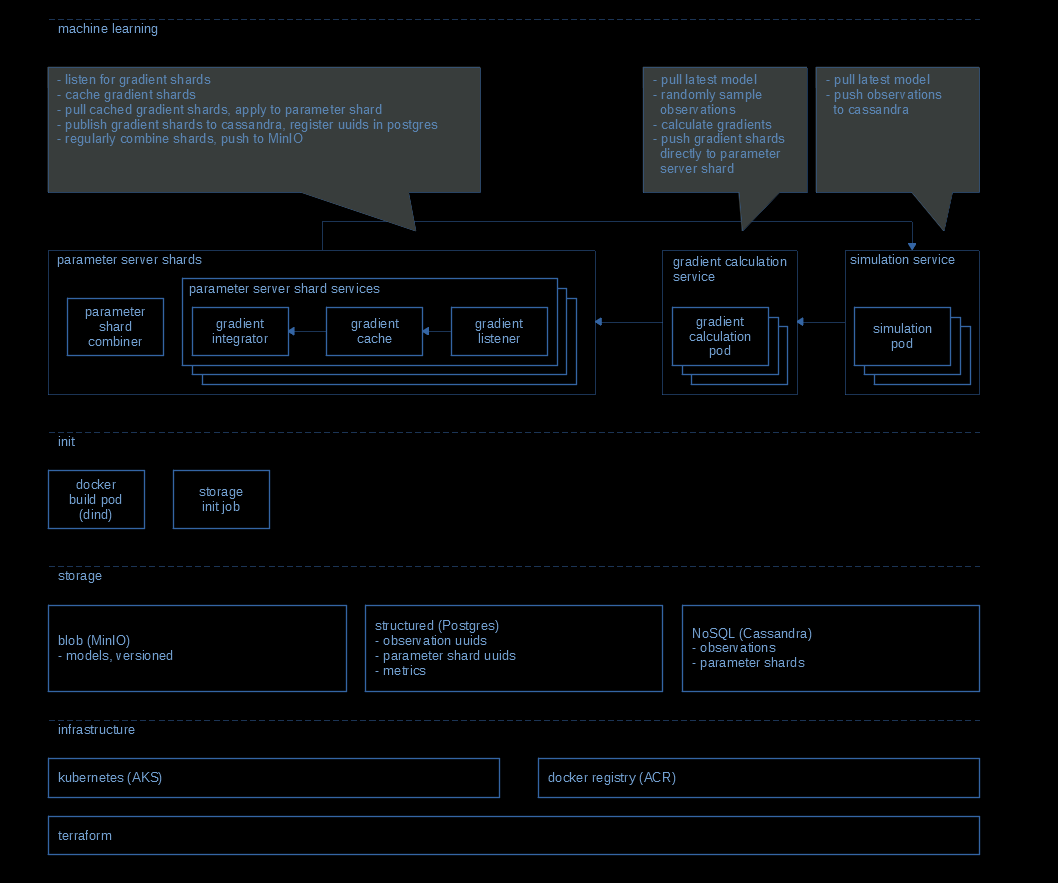 machine learning
- listen for gradient shards
- cache gradient shards
- pull cached gradient shards, apply to parameter shard
- publish gradient shards to cassandra, register uuids in postgres
- regularly combine shards, push to MinIO
- pull latest model
- randomly sample
observations
- calculate gradients
- push gradient shards
directly to parameter
server shard
- pull latest model
- push observations
to cassandra
parameter server shards
parameter
shard
combiner
parameter server shard services
gradient
integrator
gradient
cache
gradient
listener
gradient calculation
service
gradient
calculation
pod
simulation service
simulation
pod
init
docker
build pod
(dind)
storage
init job
storage
blob (MinIO)
- models, versioned
structured (Postgres)
- observation uuids
- parameter shard uuids
- metrics
NoSQL (Cassandra)
- observations
- parameter shards
infrastructure
kubernetes (AKS)
docker registry (ACR)
terraform